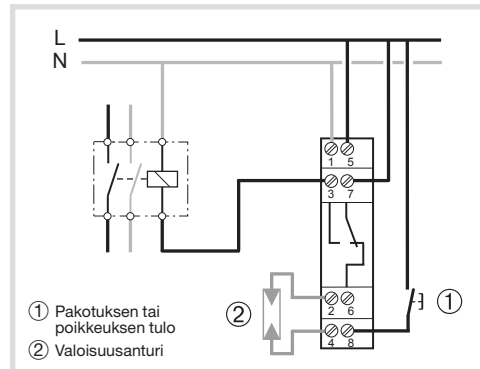 L
N
1 5
3 7
2 6
4 8
②
①
① Pakotuksen tai
poikkeuksen tulo
② Valoisuusanturi